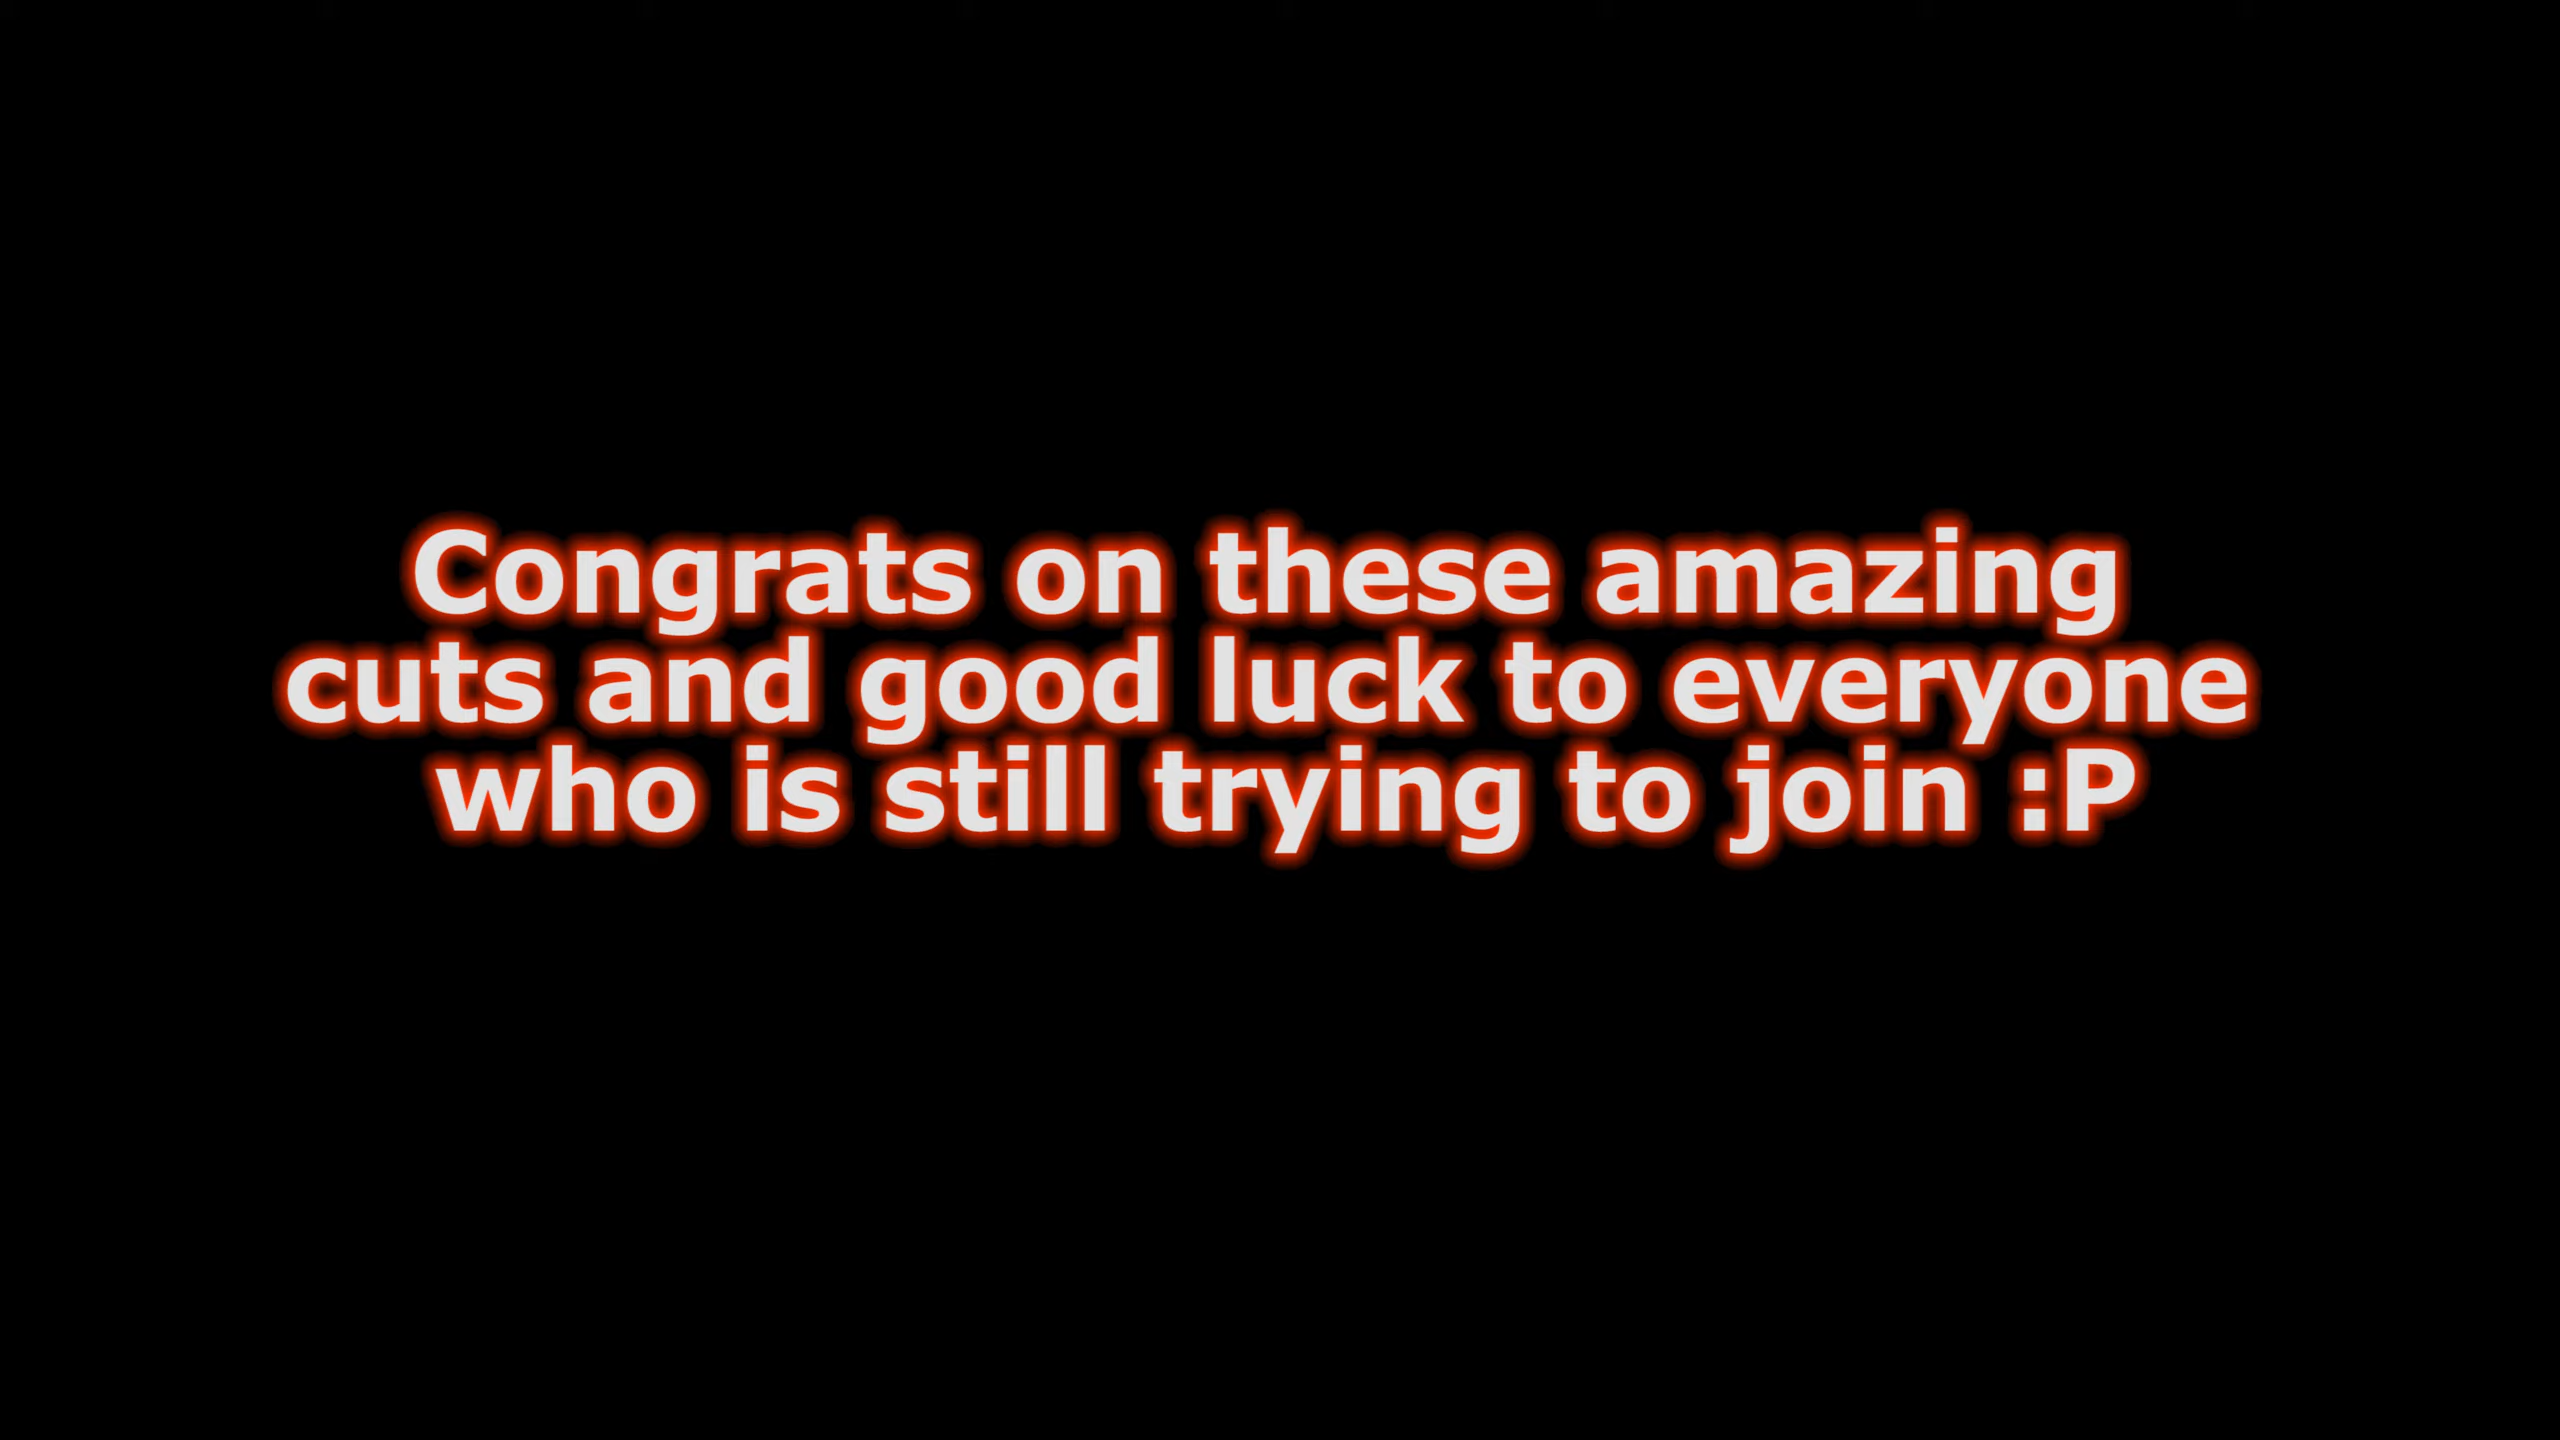 Congrats on these amazing
cuts and good luck to everyone
who is still trying to join :P